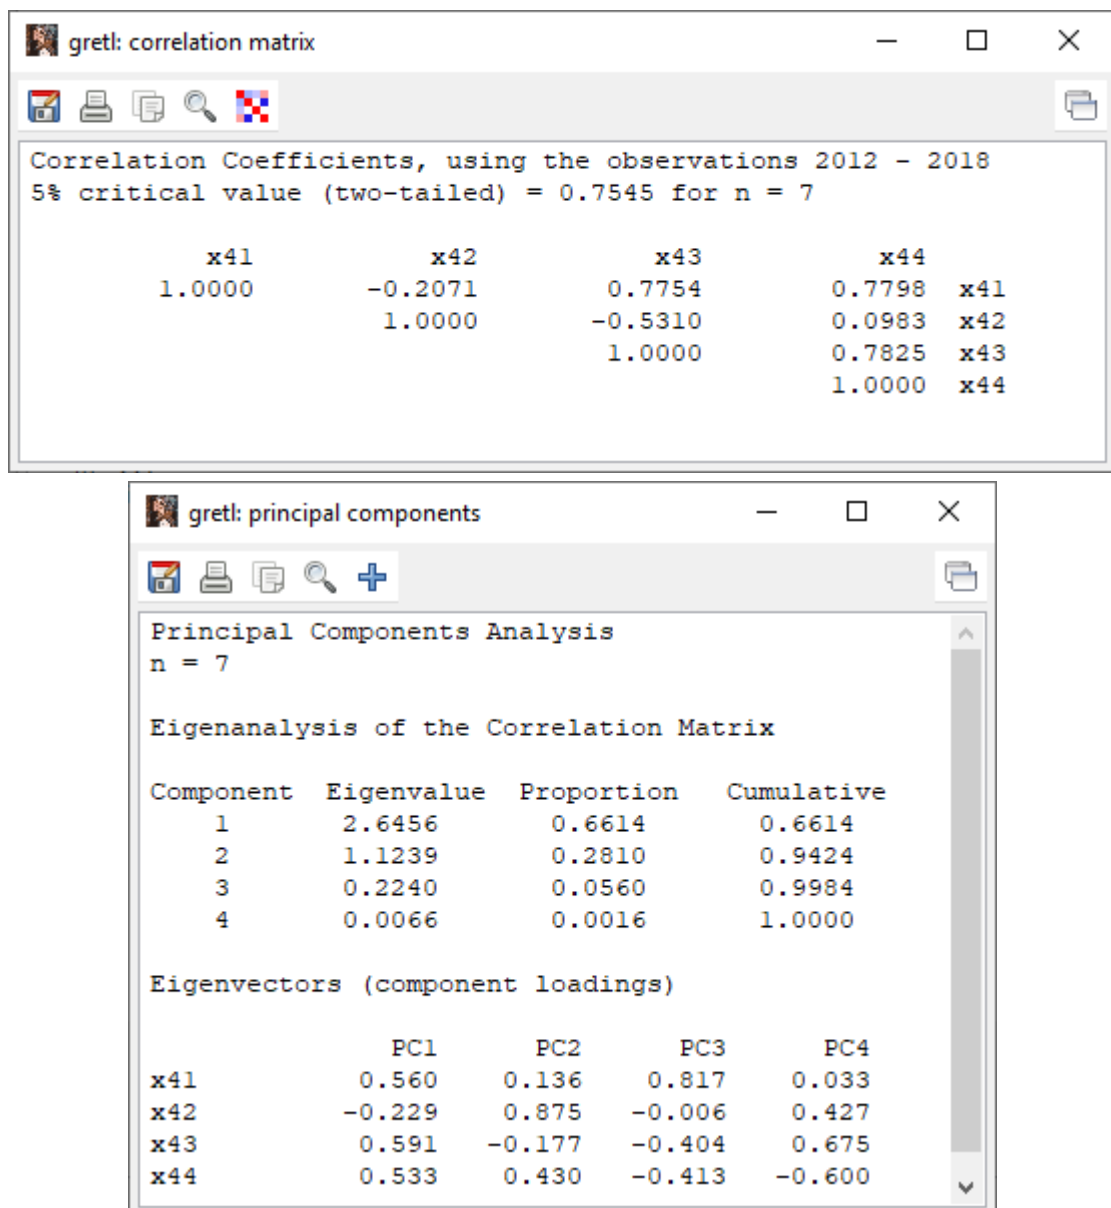 gretl: correlation matrix
Correlation Coefficients, using the observations 2012 - 2018
5% critical value (two-tailed) = 0.7545 for n = 7
x41 x42 x43 x44
1.0000 -0.2071 0.7754 0.7798 x41
1.0000 -0.5310 0.0983 x42
1.0000 0.7825 x43
1.0000 x44
gretl: principal components
Principal Components Analysis
n = 7
Eigenanalysis of the Correlation Matrix
Component Eigenvalue Proportion Cumulative
1 2.6456 0.6614 0.6614
2 1.1239 0.2810 0.9424
3 0.2240 0.0560 0.9984
4 0.0066 0.0016 1.0000
Eigenvectors (component loadings)
PC1 PC2 PC3 PC4
x41 0.560 0.136 0.817 0.033
x42 -0.229 0.875 -0.006 0.427
x43 0.591 -0.177 -0.404 0.675
x44 0.533 0.430 -0.413 -0.600